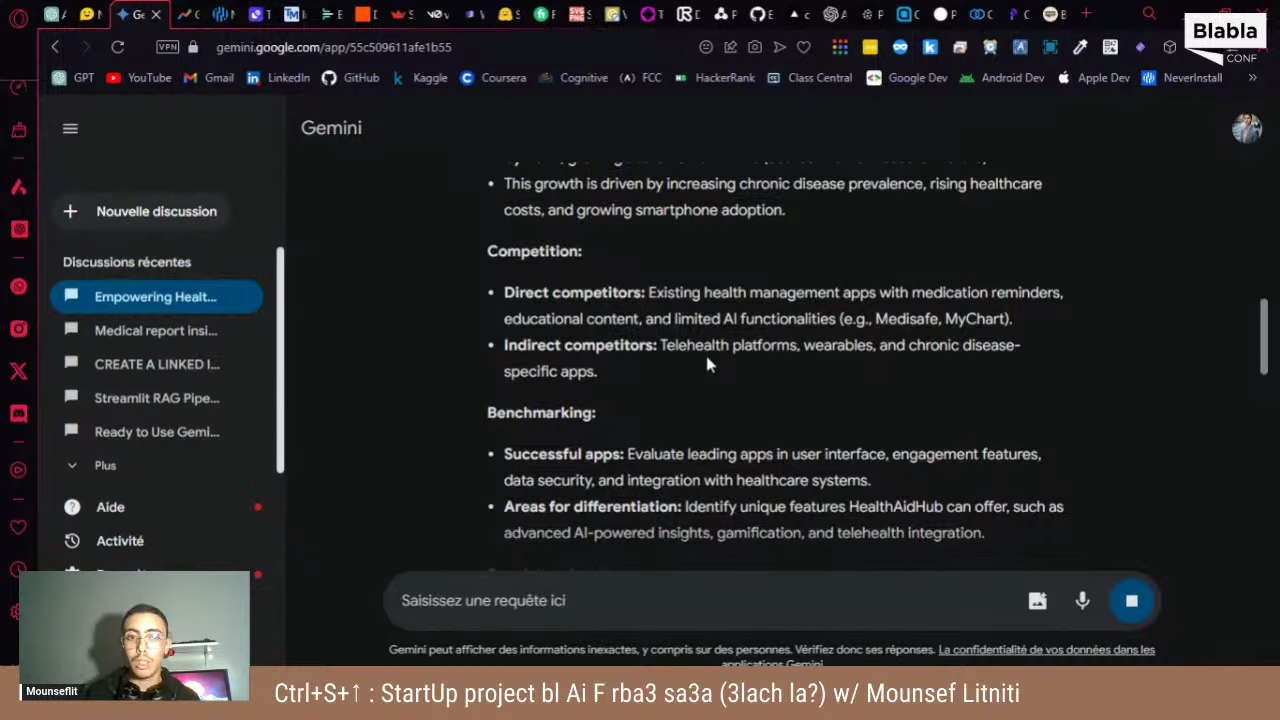 Ge
Blabla
CONF
VPN
gemini.google.com/app/55c509611afe1b55
GPT YouTube Gmail LinkedIn GitHub Kaggle Coursera Cognitive FCC HackerRank Class Central Google Dev Android Dev Apple Dev NeverInstall »
Gemini
Nouvelle discussion
Discussions récentes
Empowering Healt...
Medical report insi...
CREATE A LINKED I...
Streamlit RAG Pipe...
Ready to Use Gemi...
Plus
Aide
Activité
• This growth is driven by increasing chronic disease prevalence, rising healthcare
costs, and growing smartphone adoption.
Competition:
• Direct competitors: Existing health management apps with medication reminders,
educational content, and limited AI functionalities (e.g., Medisafe, MyChart).
• Indirect competitors: Telehealth platforms, wearables, and chronic disease-
specific apps.
Benchmarking:
• Successful apps: Evaluate leading apps in user interface, engagement features,
data security, and integration with healthcare systems.
• Areas for differentiation: Identify unique features HealthAidHub can offer, such as
advanced AI-powered insights, gamification, and telehealth integration.
Saisissez une requête ici
Gemini peut afficher des informations inexactes, y compris sur des personnes. Vérifiez donc ses réponses. La confidentialité de vos données dans les
applications Gemini
Mounseflit
Ctrl+S+↑ : StartUp project bl Ai F rba3 sa3a (3lach la?) w/ Mounsef Litniti